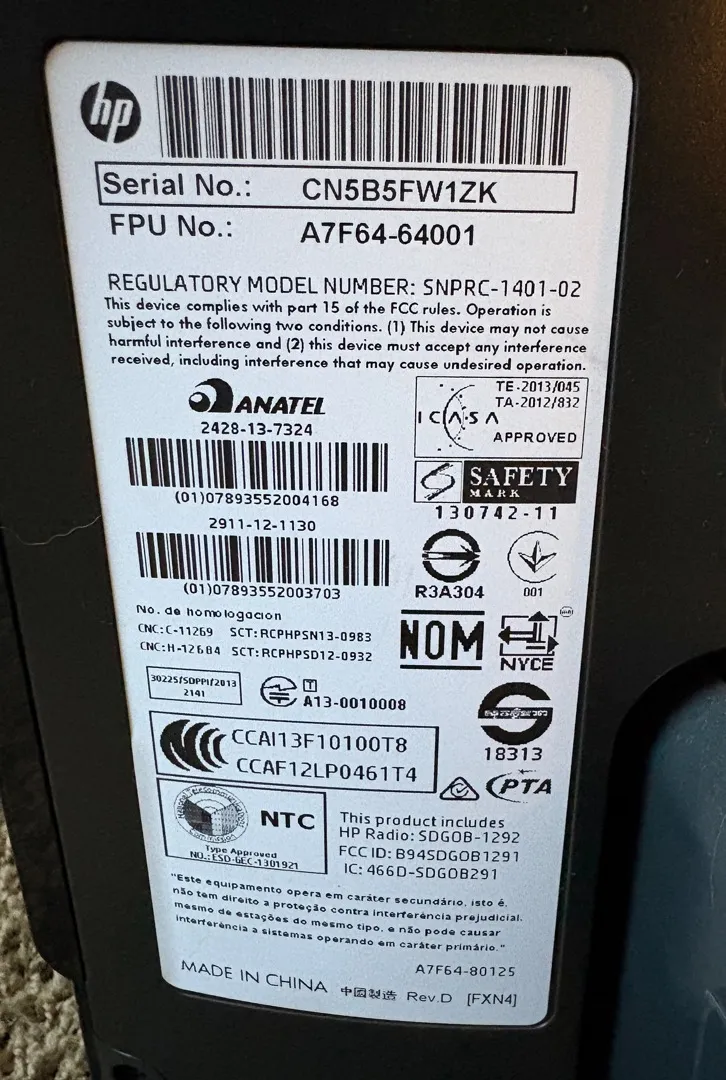 hp
Serial No.: CN5B5FW1ZK
FPU No.: A7F64-64001
REGULATORY MODEL NUMBER: SNPRC-1401-02
This device complies with part 15 of the FCC rules. Operation is
subject to the following two conditions. (1) This device may not cause
harmful interference and (2) this device must accept any interference
received, including interference that may cause undesired operation.
ANATEL
2428-13-7324
(01)07893552004168
2911-12-1130
(01)07893552003703
TE-2013/045
TA-2012/832
ICASA
APPROVED
SAFETY
MARK
130742-11
R3A304
001
No. de homologacion
CNC:C-11269 SCT:RCPHPSN13-0983
CNC:H-12684 SCT:RCPHPSD12-0932
NOM
NYCE
30225/SDPPI/2013
2141
T
A13-0010008
18313
CCAI13F10100T8
CCAF12LP0461T4
PTA
NTC
Type Approved
NO.: ESD-GEC-1301921
This product includes
HP Radio: SDGOB-1292
FCC ID: B94SDGOB1291
IC: 466D-SDGOB291
"Este equipamento opera em caráter secundário, isto é,
não tem direito a proteção contra interferência prejudicial,
mesmo de estações do mesmo tipo, e não pode causar
interferência a sistemas operando em caráter primário."
A7F64-80125
MADE IN CHINA 中國製造 Rev.D [FXN4]